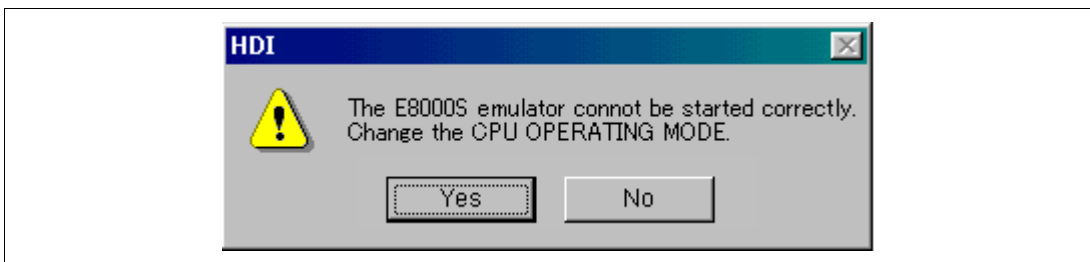 HDI
The E8000S emulator connot be started correctly.
Change the CPU OPERATING MODE.
Yes
No